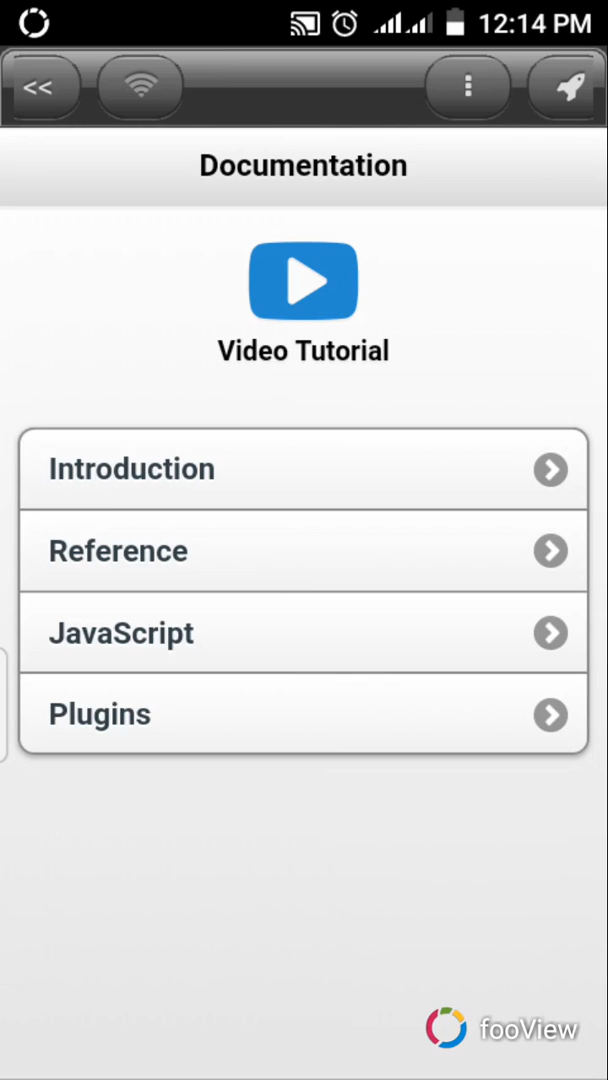 12:14 PM
<<
Documentation
Video Tutorial
Introduction
Reference
JavaScript
Plugins
fooView